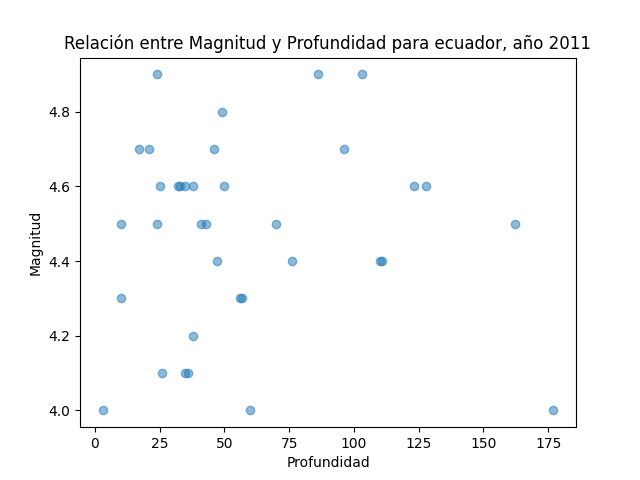 Relación entre Magnitud y Profundidad para ecuador, año 2011
4.8
4.6
4.4
4.2
4.0
Magnitud
0 25 50 75 100 125 150 175
Profundidad